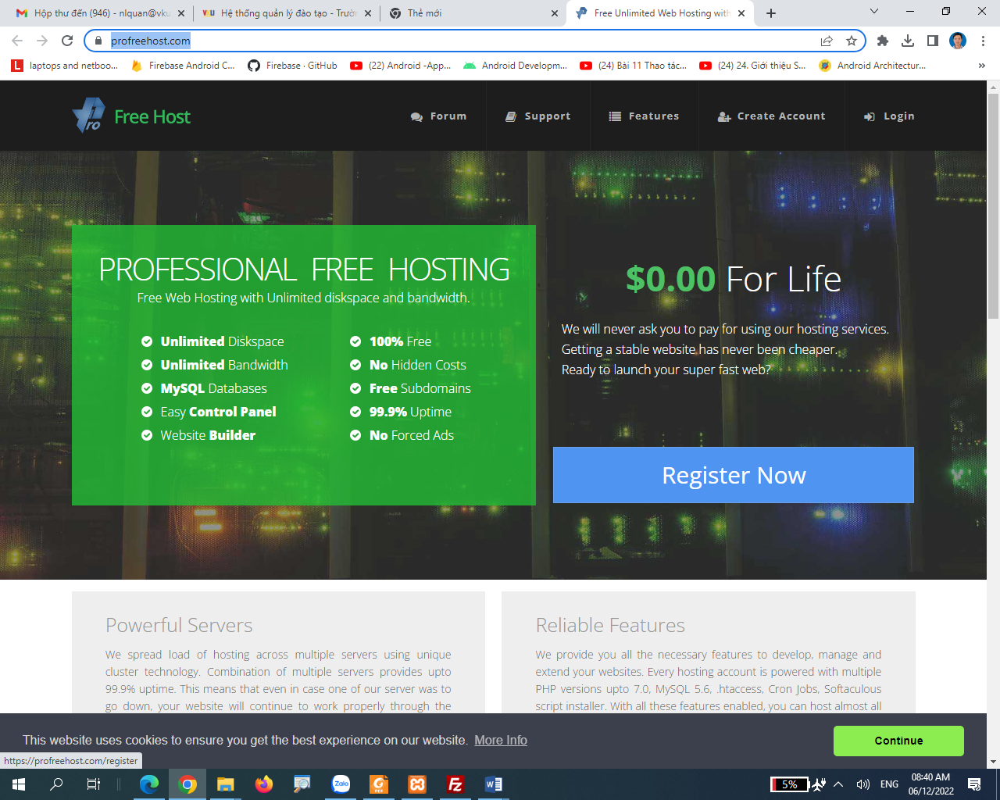 Hộp thư đến (946) - nlquan@vku
Hệ thống quản lý đào tạo - Trườ
Thẻ mới
Free Unlimited Web Hosting with
profreehost.com
laptops and netboo...
Firebase Android C...
Firebase · GitHub
(22) Android -App...
Android Developm...
(24) Bài 11 Thao tác...
(24) 24. Giới thiệu S...
Android Architectur...
»
Pro Free Host
Forum
Support
Features
Create Account
Login
PROFESSIONAL FREE HOSTING
Free Web Hosting with Unlimited diskspace and bandwidth.
Unlimited Diskspace
Unlimited Bandwidth
MySQL Databases
Easy Control Panel
Website Builder
100% Free
No Hidden Costs
Free Subdomains
99.9% Uptime
No Forced Ads
$0.00 For Life
We will never ask you to pay for using our hosting services.
Getting a stable website has never been cheaper.
Ready to launch your super fast web?
Register Now
Powerful Servers
We spread load of hosting across multiple servers using unique
cluster technology. Combination of multiple servers provides upto
99.9% uptime. This means that even in case one of our server was to
go down, your website will continue to work properly through the
Reliable Features
We provide you all the necessary features to develop, manage and
extend your websites. Every hosting account is powered with multiple
PHP versions upto 7.0, MySQL 5.6, .htaccess, Cron Jobs, Softaculous
script installer. With all these features enabled, you can host almost all
This website uses cookies to ensure you get the best experience on our website. More Info
Continue
https://profreehost.com/register
Zalo
PDF
5%
ENG
08:40 AM
06/12/2022